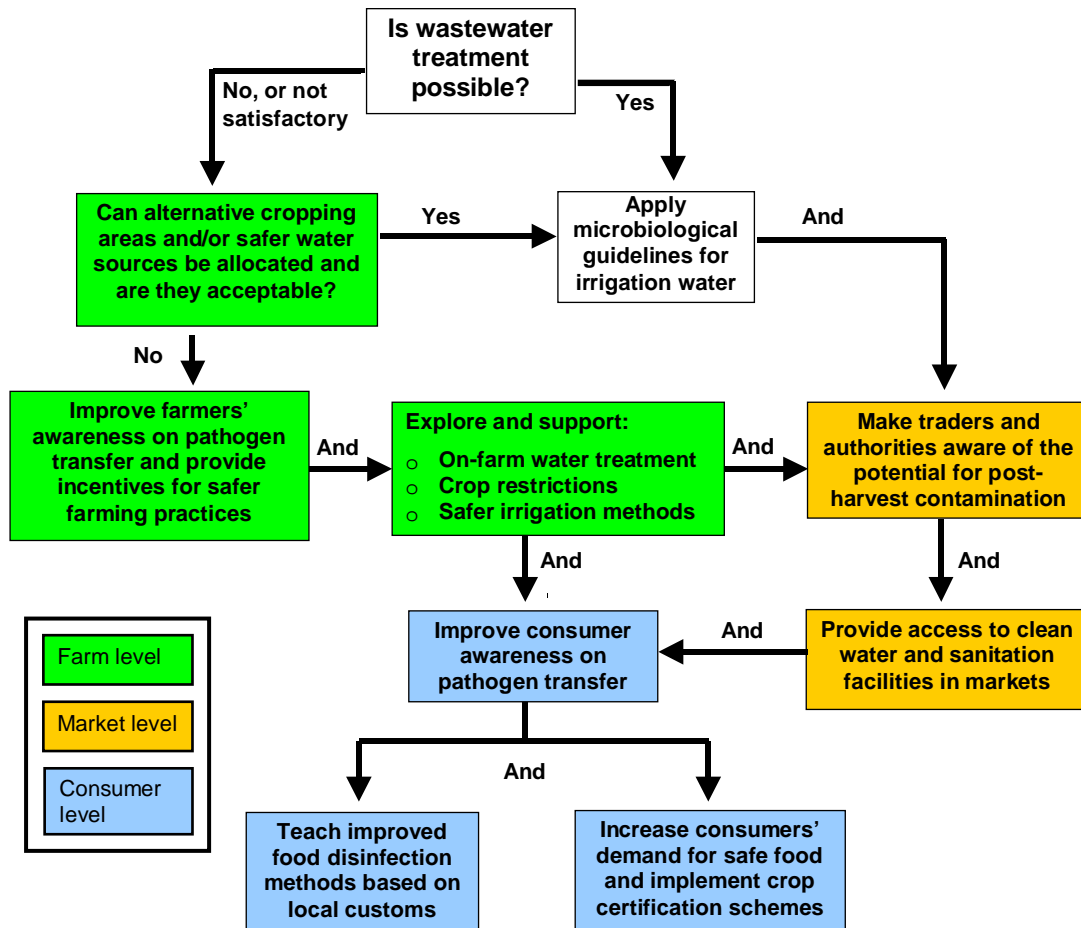 Is wastewater
treatment
possible?
No, or not
satisfactory
Yes
Can alternative cropping
areas and/or safer water
sources be allocated and
are they acceptable?
Yes
Apply
microbiological
guidelines for
irrigation water
And
No
Improve farmers’
awareness on pathogen
transfer and provide
incentives for safer
farming practices
And
Explore and support:
o On-farm water treatment
o Crop restrictions
o Safer irrigation methods
And
Make traders and
authorities aware of the
potential for post-
harvest contamination
And
And
Improve consumer
awareness on
pathogen transfer
And
Provide access to clean
water and sanitation
facilities in markets
Farm level
Market level
Consumer
level
And
Teach improved
food disinfection
methods based on
local customs
Increase consumers’
demand for safe food
and implement crop
certification schemes